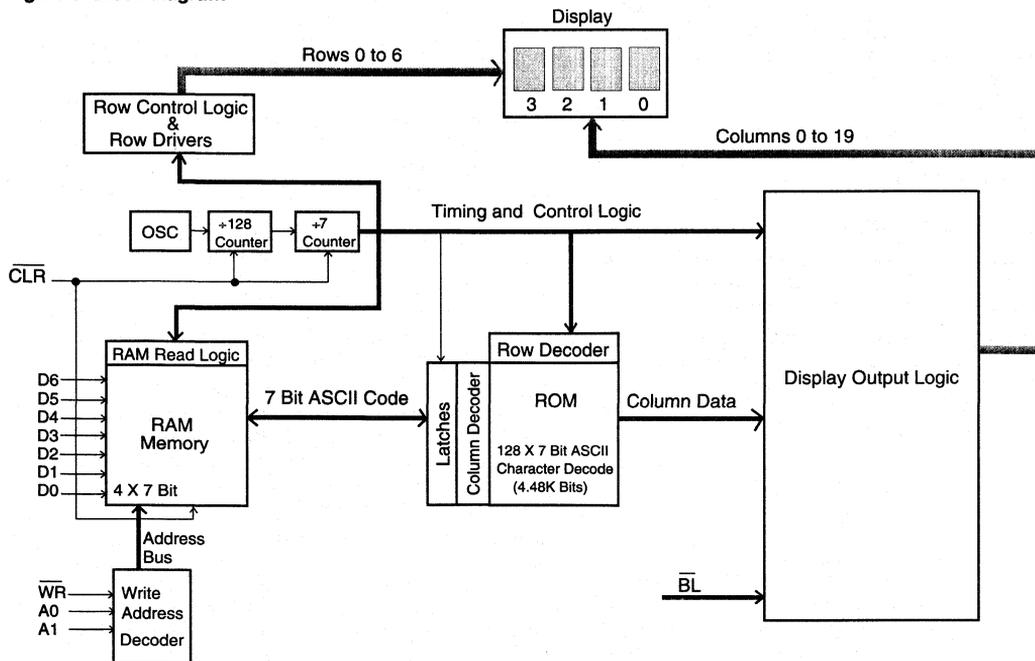 Display
Rows 0 to 6
3 2 1 0
Row Control Logic
&
Row Drivers
Columns 0 to 19
Timing and Control Logic
OSC
÷128
Counter
÷7
Counter
CLR
RAM Read Logic
Row Decoder
D6
D5
D4
D3
D2
D1
D0
RAM
Memory
4 X 7 Bit
7 Bit ASCII Code
Latches
Column Decoder
ROM
128 X 7 Bit ASCII
Character Decode
(4.48K Bits)
Column Data
Display Output Logic
Address
Bus
WR
A0
A1
Write
Address
Decoder
BL